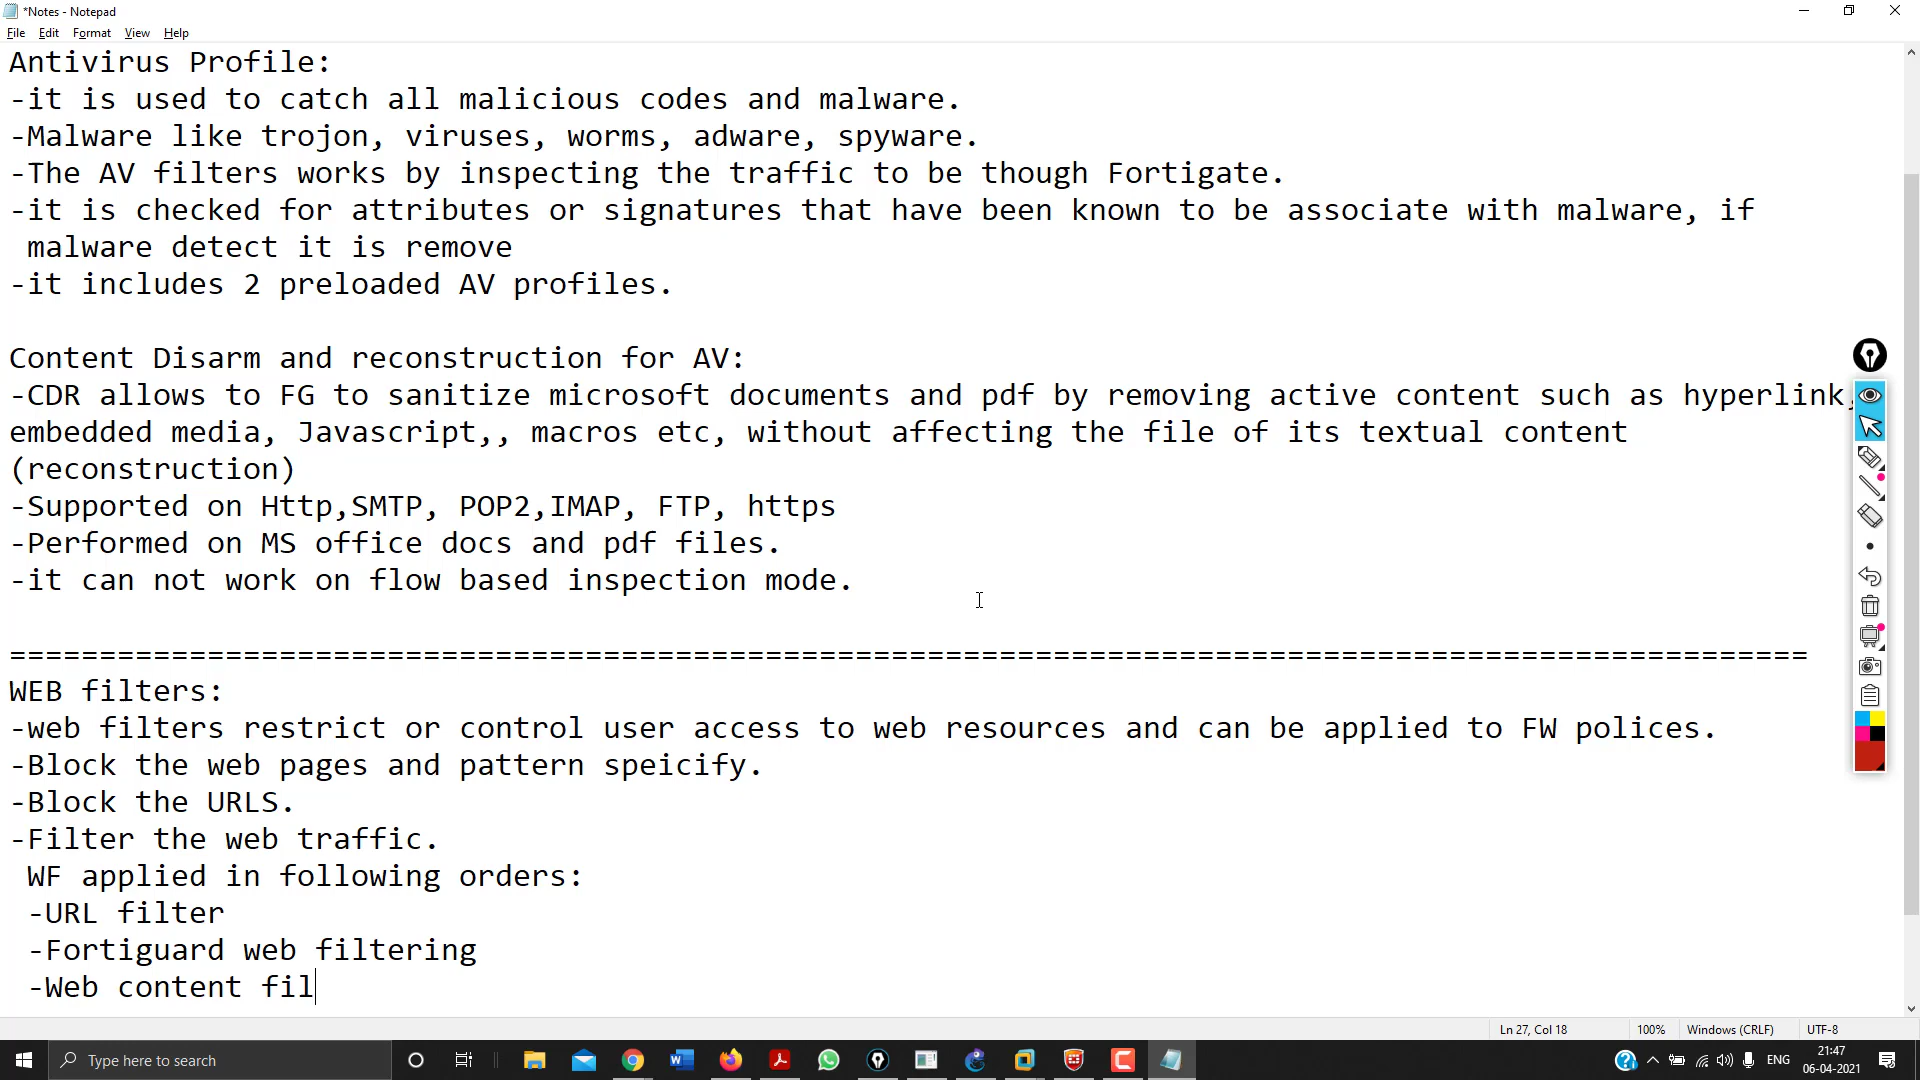 *Notes - Notepad
File Edit Format View Help
Antivirus Profile:
-it is used to catch all malicious codes and malware.
-Malware like trojon, viruses, worms, adware, spyware.
-The AV filters works by inspecting the traffic to be though Fortigate.
-it is checked for attributes or signatures that have been known to be associate with malware, if
malware detect it is remove
-it includes 2 preloaded AV profiles.
Content Disarm and reconstruction for AV:
-CDR allows to FG to sanitize microsoft documents and pdf by removing active content such as hyperlink,
embedded media, Javascript,, macros etc, without affecting the file of its textual content
(reconstruction)
-Supported on Http,SMTP, POP2,IMAP, FTP, https
-Performed on MS office docs and pdf files.
-it can not work on flow based inspection mode.
====================================================================================================
WEB filters:
-web filters restrict or control user access to web resources and can be applied to FW polices.
-Block the web pages and pattern speicify.
-Block the URLS.
-Filter the web traffic.
WF applied in following orders:
-URL filter
-Fortiguard web filtering
-Web content fil
Ln 27, Col 18 100% Windows (CRLF) UTF-8
Type here to search
ENG
21:47
06-04-2021